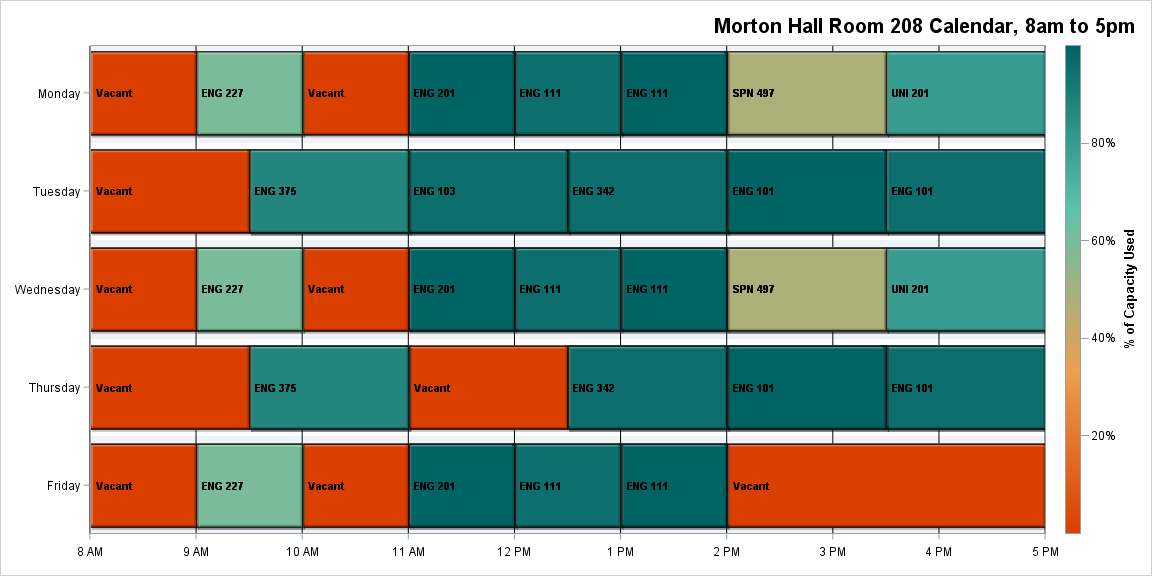 Morton Hall Room 208 Calendar, 8am to 5pm
Monday
Vacant
ENG 227
Vacant
ENG 201
ENG 111
ENG 111
SPN 497
UNI 201
Tuesday
Vacant
ENG 375
ENG 103
ENG 342
ENG 101
ENG 101
Wednesday
Vacant
ENG 227
Vacant
ENG 201
ENG 111
ENG 111
SPN 497
UNI 201
Thursday
Vacant
ENG 375
Vacant
ENG 342
ENG 101
ENG 101
Friday
Vacant
ENG 227
Vacant
ENG 201
ENG 111
ENG 111
Vacant
8 AM
9 AM
10 AM
11 AM
12 PM
1 PM
2 PM
3 PM
4 PM
5 PM
80%
60%
40%
20%
% of Capacity Used